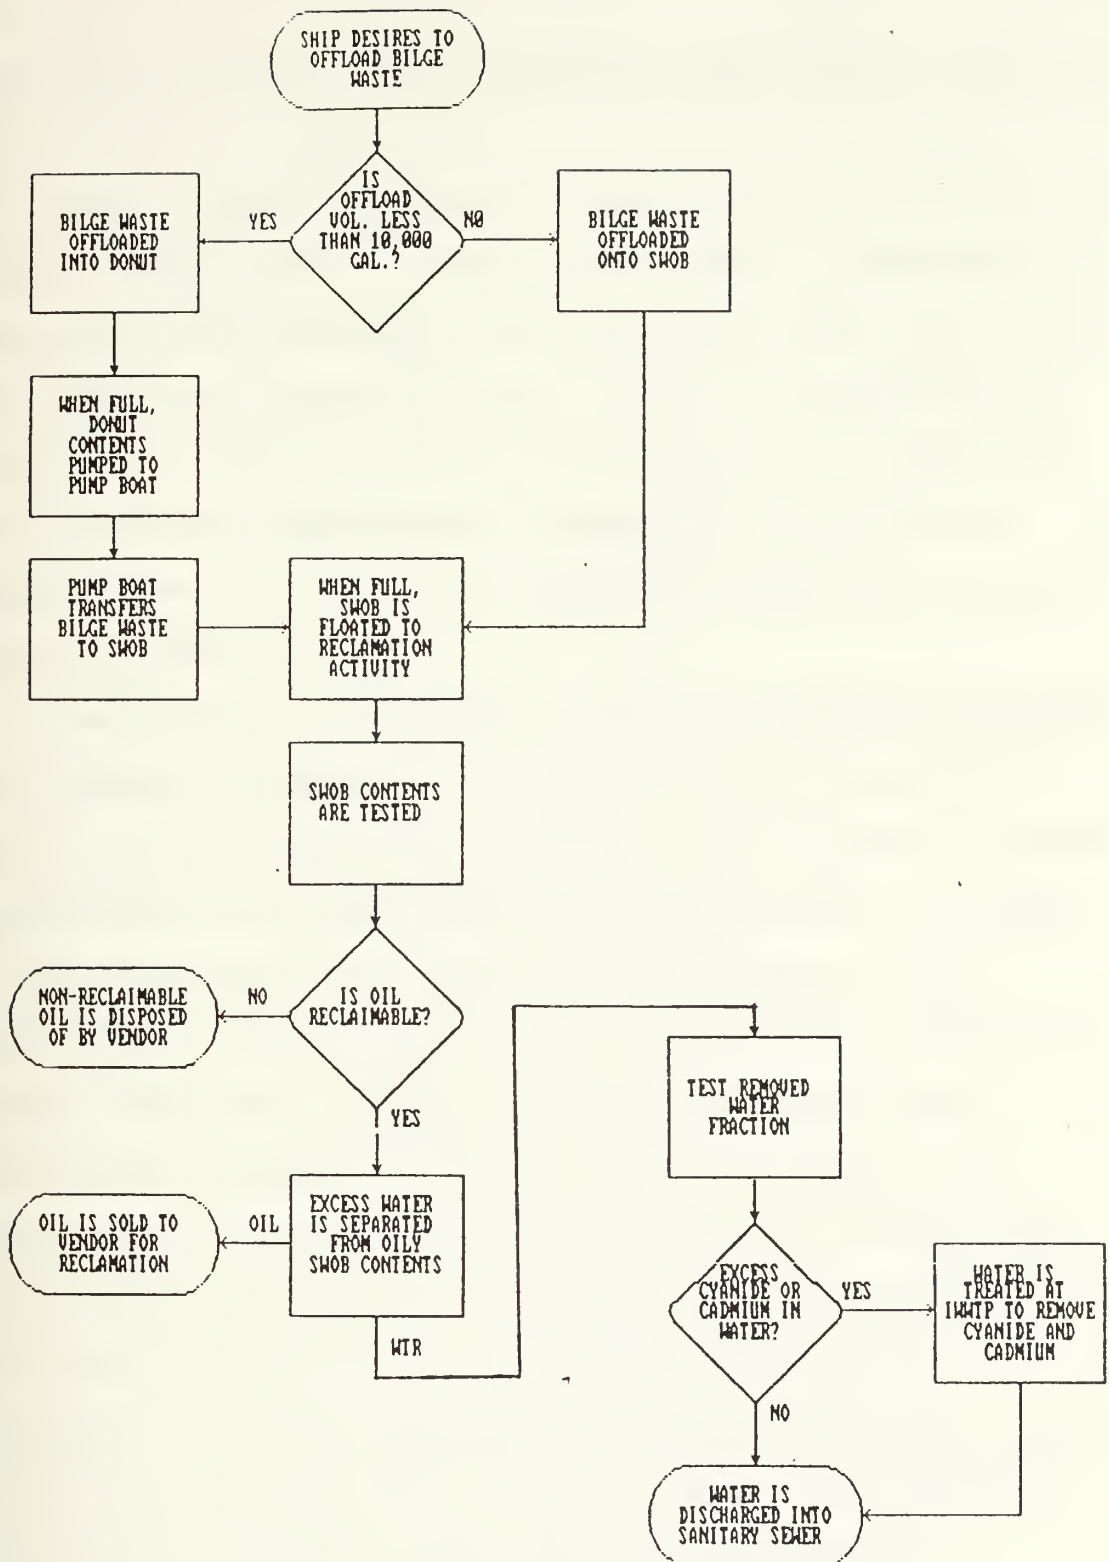 SHIP DESIRES TO
OFFLOAD BILGE
WASTE
IS
OFFLOAD
VOL. LESS
THAN 10,000
GAL.?
YES
NO
BILGE WASTE
OFFLOADED
INTO DONUT
BILGE WASTE
OFFLOADED
ONTO SWOB
WHEN FULL,
DONUT
CONTENTS
PUMPED TO
PUMP BOAT
PUMP BOAT
TRANSFERS
BILGE WASTE
TO SWOB
WHEN FULL,
SWOB IS
FLOATED TO
RECLAMATION
ACTIVITY
SWOB CONTENTS
ARE TESTED
IS OIL
RECLAIMABLE?
NO
NON-RECLAIMABLE
OIL IS DISPOSED
OF BY VENDOR
YES
EXCESS WATER
IS SEPARATED
FROM OILY
SWOB CONTENTS
OIL
OIL IS SOLD TO
VENDOR FOR
RECLAMATION
WTR
TEST REMOVED
WATER
FRACTION
EXCESS
CYANIDE OR
CADMIUM IN
WATER?
YES
WATER IS
TREATED AT
IWWTP TO REMOVE
CYANIDE AND
CADMIUM
NO
WATER IS
DISCHARGED INTO
SANITARY SEWER